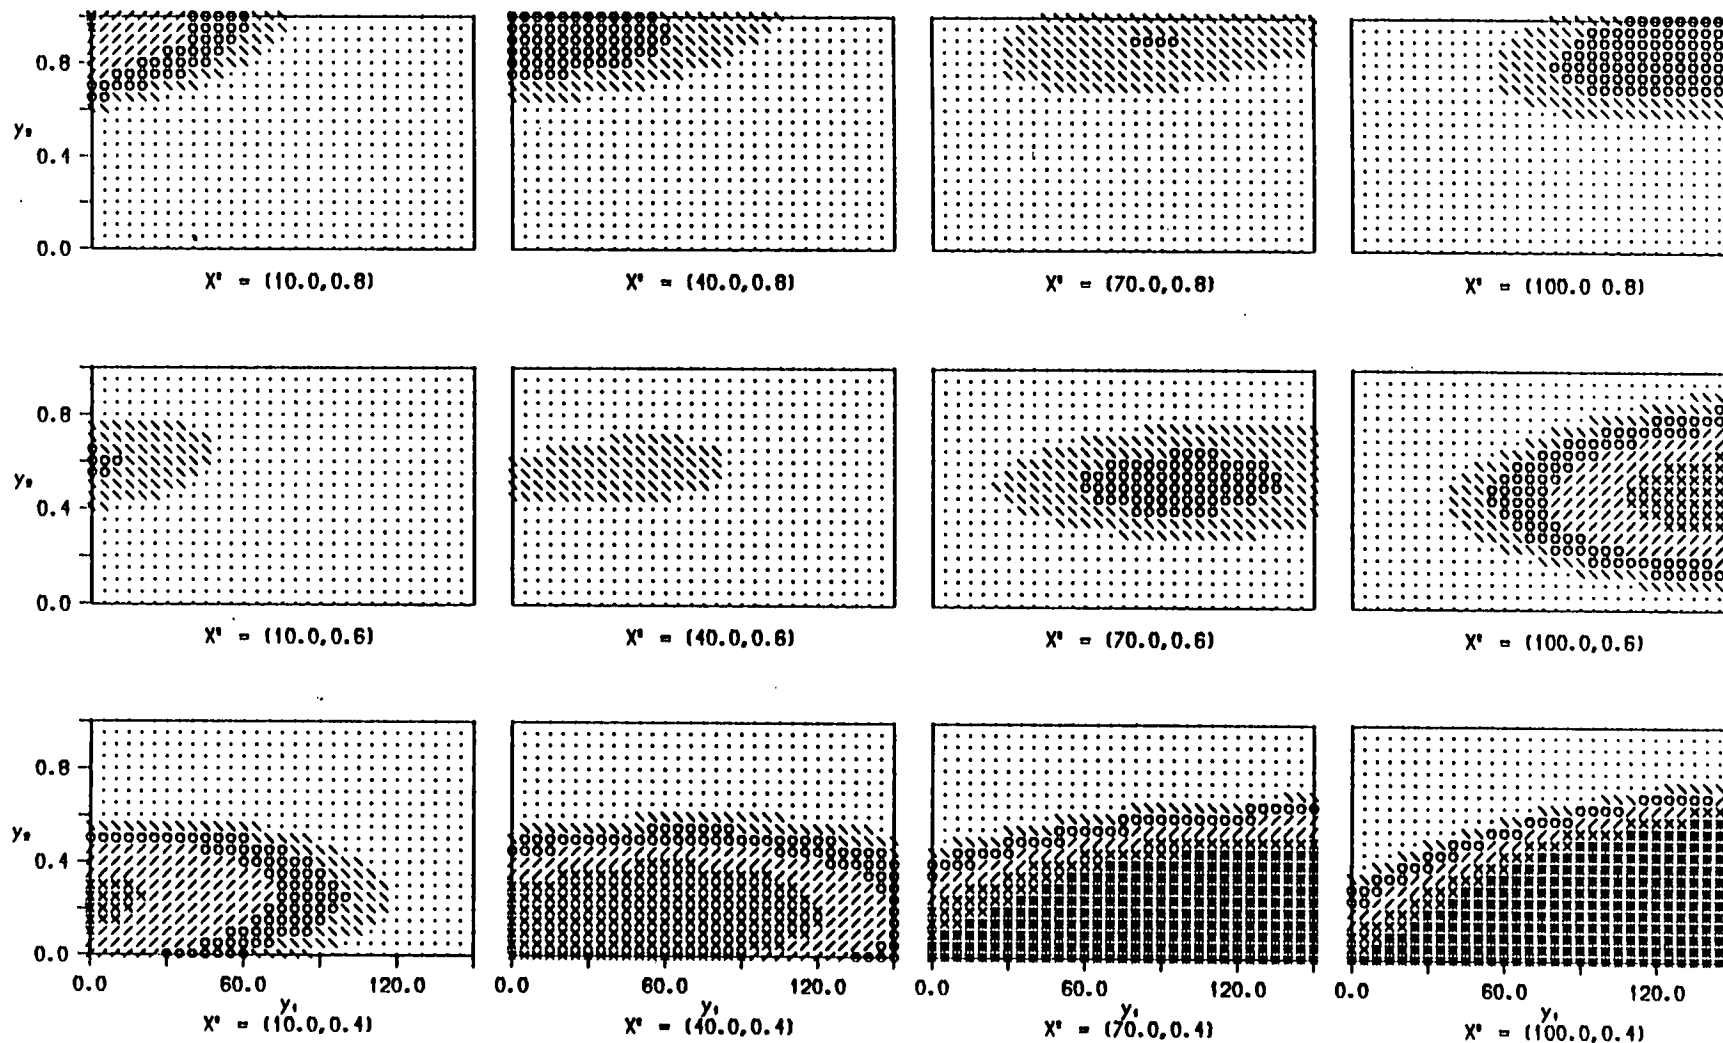 0.8
y₂
0.4
0.0
X' = (10.0,0.8)
X' = (40.0,0.8)
X' = (70.0,0.8)
X' = (100.0 0.8)
0.8
y₂
0.4
0.0
X' = (10.0,0.6)
X' = (40.0,0.6)
X' = (70.0,0.6)
X' = (100.0,0.6)
0.8
y₂
0.4
0.0
0.0 60.0 120.0
0.0 60.0 120.0
0.0 60.0 120.0
0.0 60.0 120.0
y₁
y₁
y₁
y₁
X' = (10.0,0.4)
X' = (40.0,0.4)
X' = (70.0,0.4)
X' = (100.0,0.4)